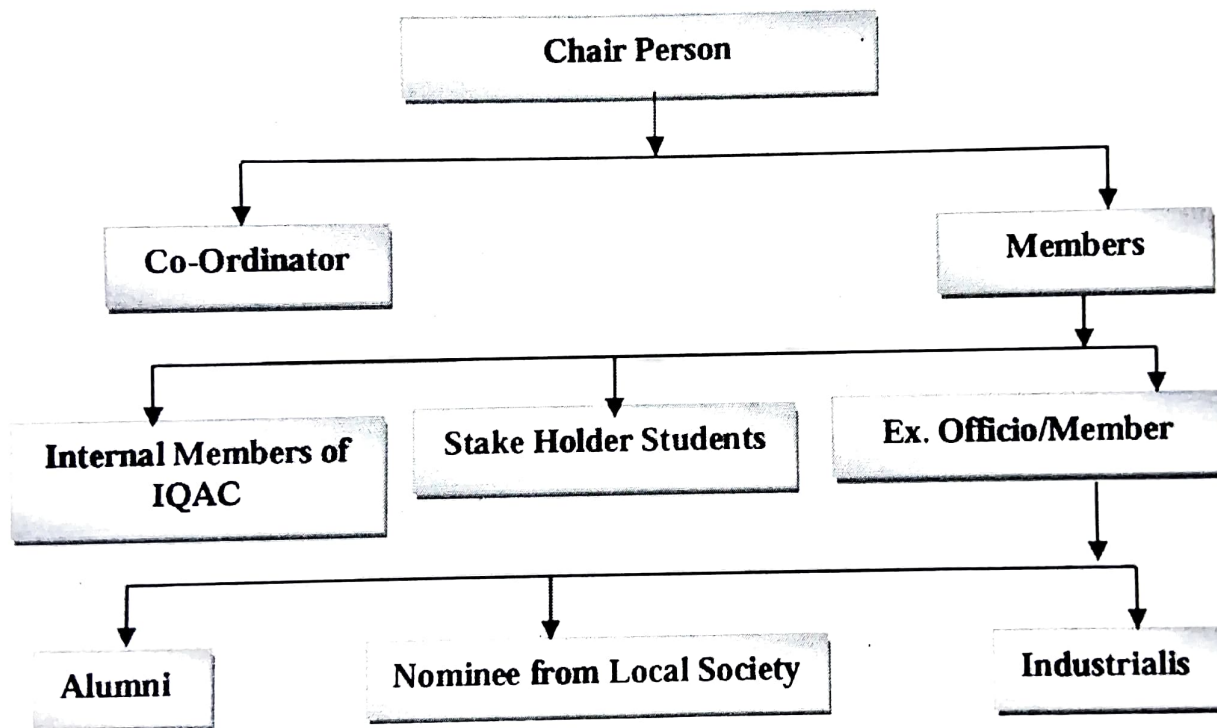 Chair Person
Co-Ordinator
Members
Internal Members of
IQAC
Stake Holder Students
Ex. Officio/Member
Alumni
Nominee from Local Society
Industrialis